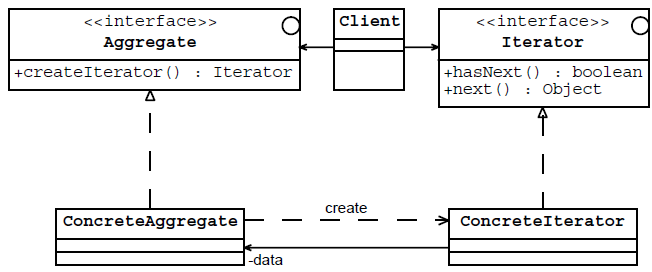 <<interface>>
Aggregate
+createIterator() : Iterator
Client
<<interface>>
Iterator
+hasNext() : boolean
+next() : Object
ConcreteAggregate
create
ConcreteIterator
-data